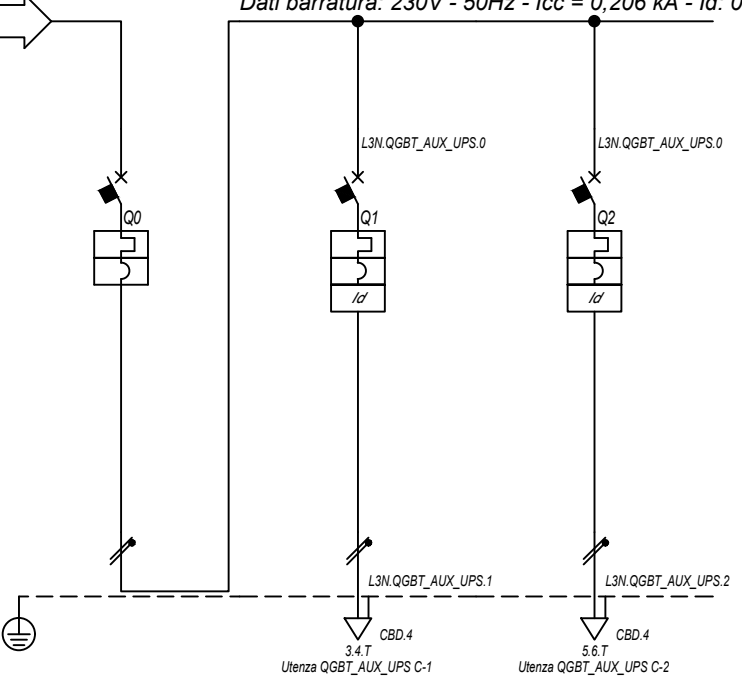 Dati barratura: 230V - 50Hz - Icc = 0,206 kA - Id: 0
L3N.QGBT_AUX_UPS.0
L3N.QGBT_AUX_UPS.0
Q0
Q1
Q2
Id
Id
L3N.QGBT_AUX_UPS.1
L3N.QGBT_AUX_UPS.2
CBD.4
CBD.4
3.4.T
5.6.T
Utenza QGBT_AUX_UPS C-1
Utenza QGBT_AUX_UPS C-2